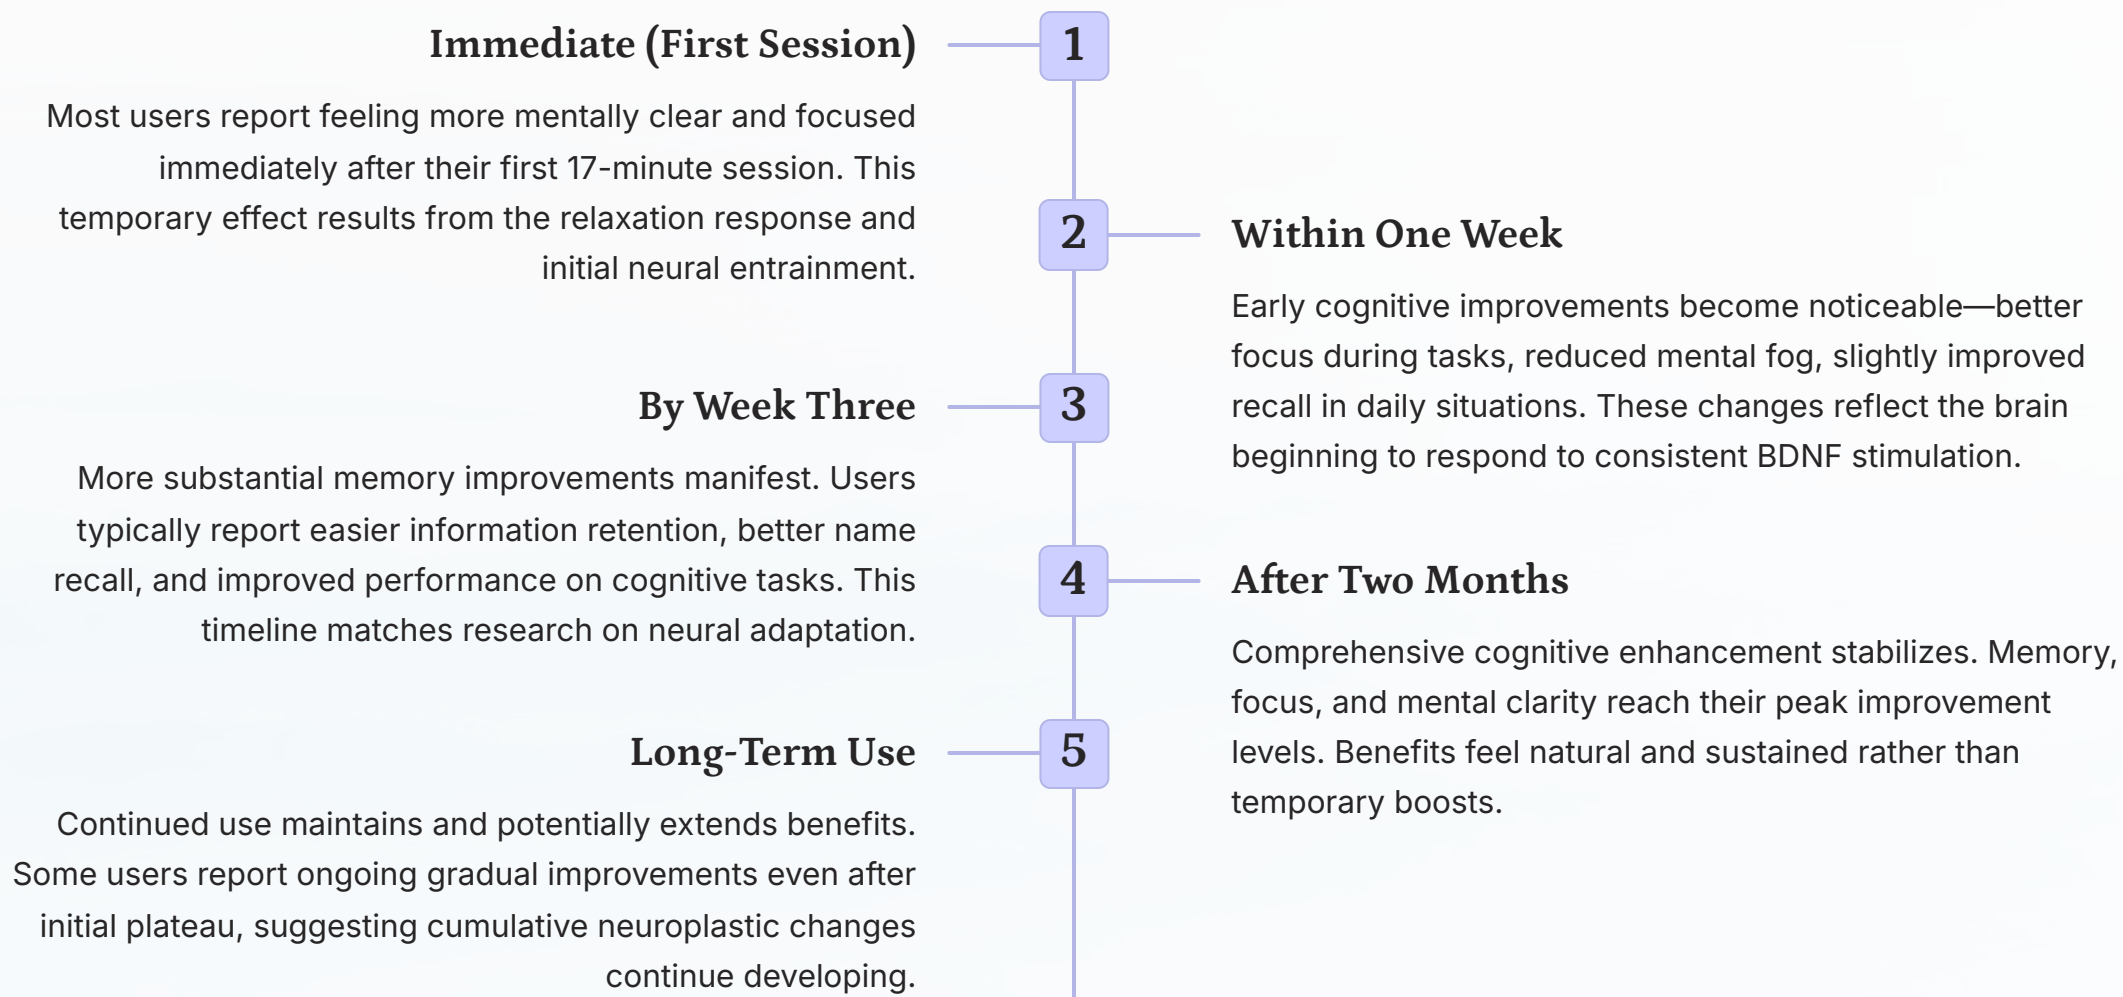 Immediate (First Session)
1
Most users report feeling more mentally clear and focused
immediately after their first 17-minute session. This
temporary effect results from the relaxation response and
initial neural entrainment.
2
Within One Week
Early cognitive improvements become noticeable—better
focus during tasks, reduced mental fog, slightly improved
recall in daily situations. These changes reflect the brain
beginning to respond to consistent BDNF stimulation.
By Week Three
3
More substantial memory improvements manifest. Users
typically report easier information retention, better name
recall, and improved performance on cognitive tasks. This
timeline matches research on neural adaptation.
4
After Two Months
Comprehensive cognitive enhancement stabilizes. Memory,
focus, and mental clarity reach their peak improvement
levels. Benefits feel natural and sustained rather than
temporary boosts.
Long-Term Use
5
Continued use maintains and potentially extends benefits.
Some users report ongoing gradual improvements even after
initial plateau, suggesting cumulative neuroplastic changes
continue developing.